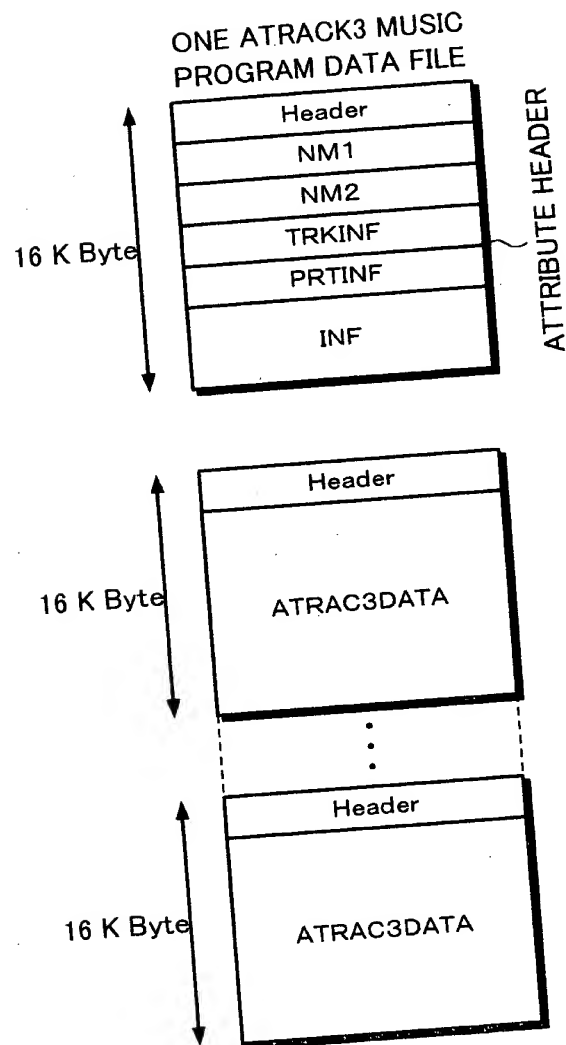 ONE ATRACK3 MUSIC
PROGRAM DATA FILE
Header
NM1
NM2
TRKINF
PRTINF
INF
16 K Byte
ATTRIBUTE HEADER
Header
ATRAC3DATA
16 K Byte
Header
ATRAC3DATA
16 K Byte